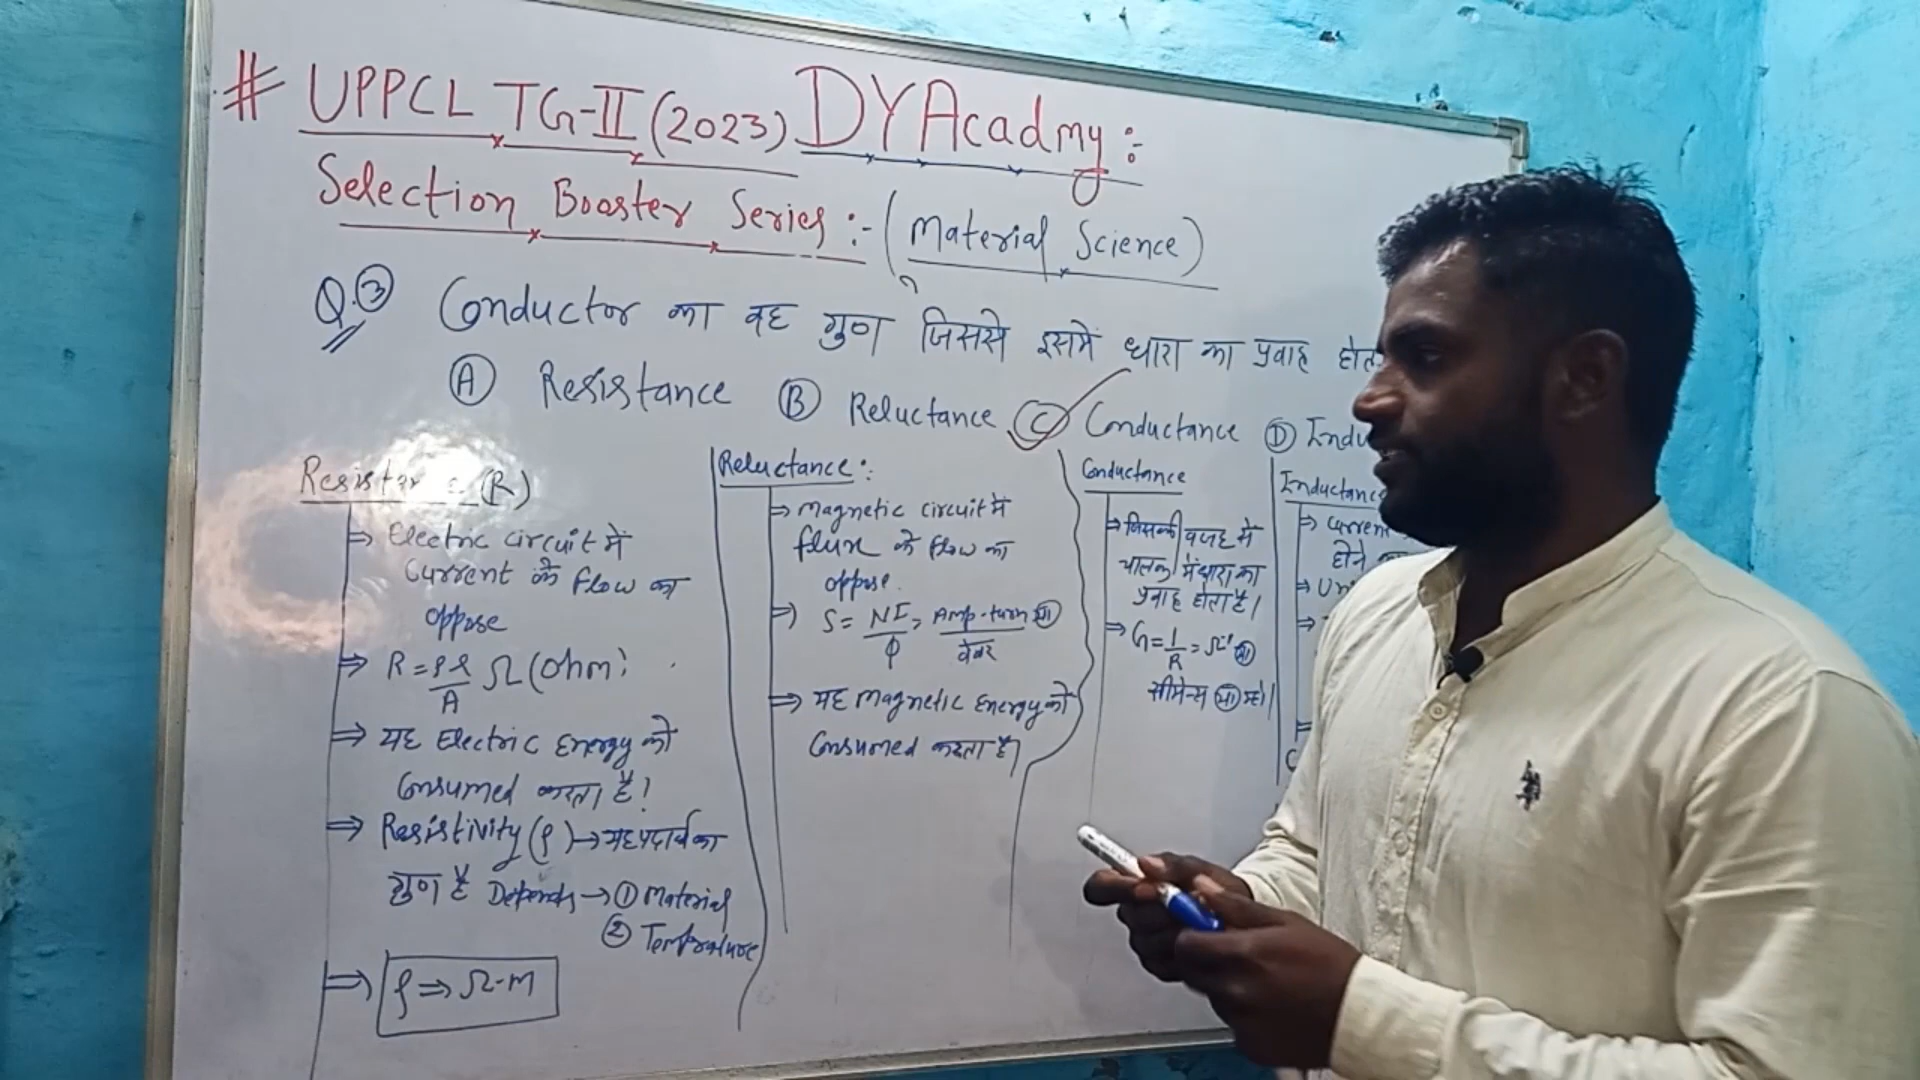 # UPPCL TG-II (2023) DYAcadmy:-
Selection Booster Series :- (Material Science)
Q.③ Conductor का वह गुण जिससे इसमें धारा का प्रवाह
Ⓐ Resistance Ⓑ Reluctance Ⓒ Conductance Ⓓ
(R)
⇒ Electric circuit में
Current के flow का
oppose
⇒ R = ρl/A Ω (ohm)
⇒ यह Electric Energy को
Consumed करता है।
⇒ Resistivity (ρ) → यह पदार्थ का
गुण है Depends → ① Material
② Temperature
⇒ ρ ⇒ Ω-m
Reluctance :-
⇒ Magnetic circuit में
flux के flow का
oppose.
⇒ S = NI/φ = Amp-turn/वेबर
⇒ यह Magnetic Energy को
Consumed करता है।
Conductance
⇒ जिसकी वजह से
चालक में धारा का
प्रवाह होता है।
⇒ G = 1/R = Ω⁻¹ या
सीमेन्स या म्हो।
Inductance